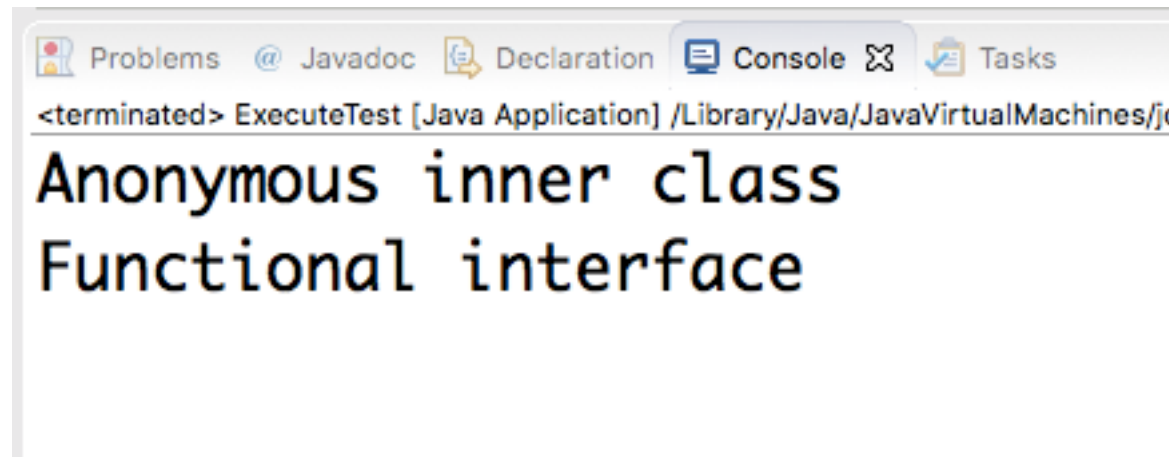 Problems @ Javadoc Declaration Console Tasks
<terminated> ExecuteTest [Java Application] /Library/Java/JavaVirtualMachines/
Anonymous inner class
Functional interface